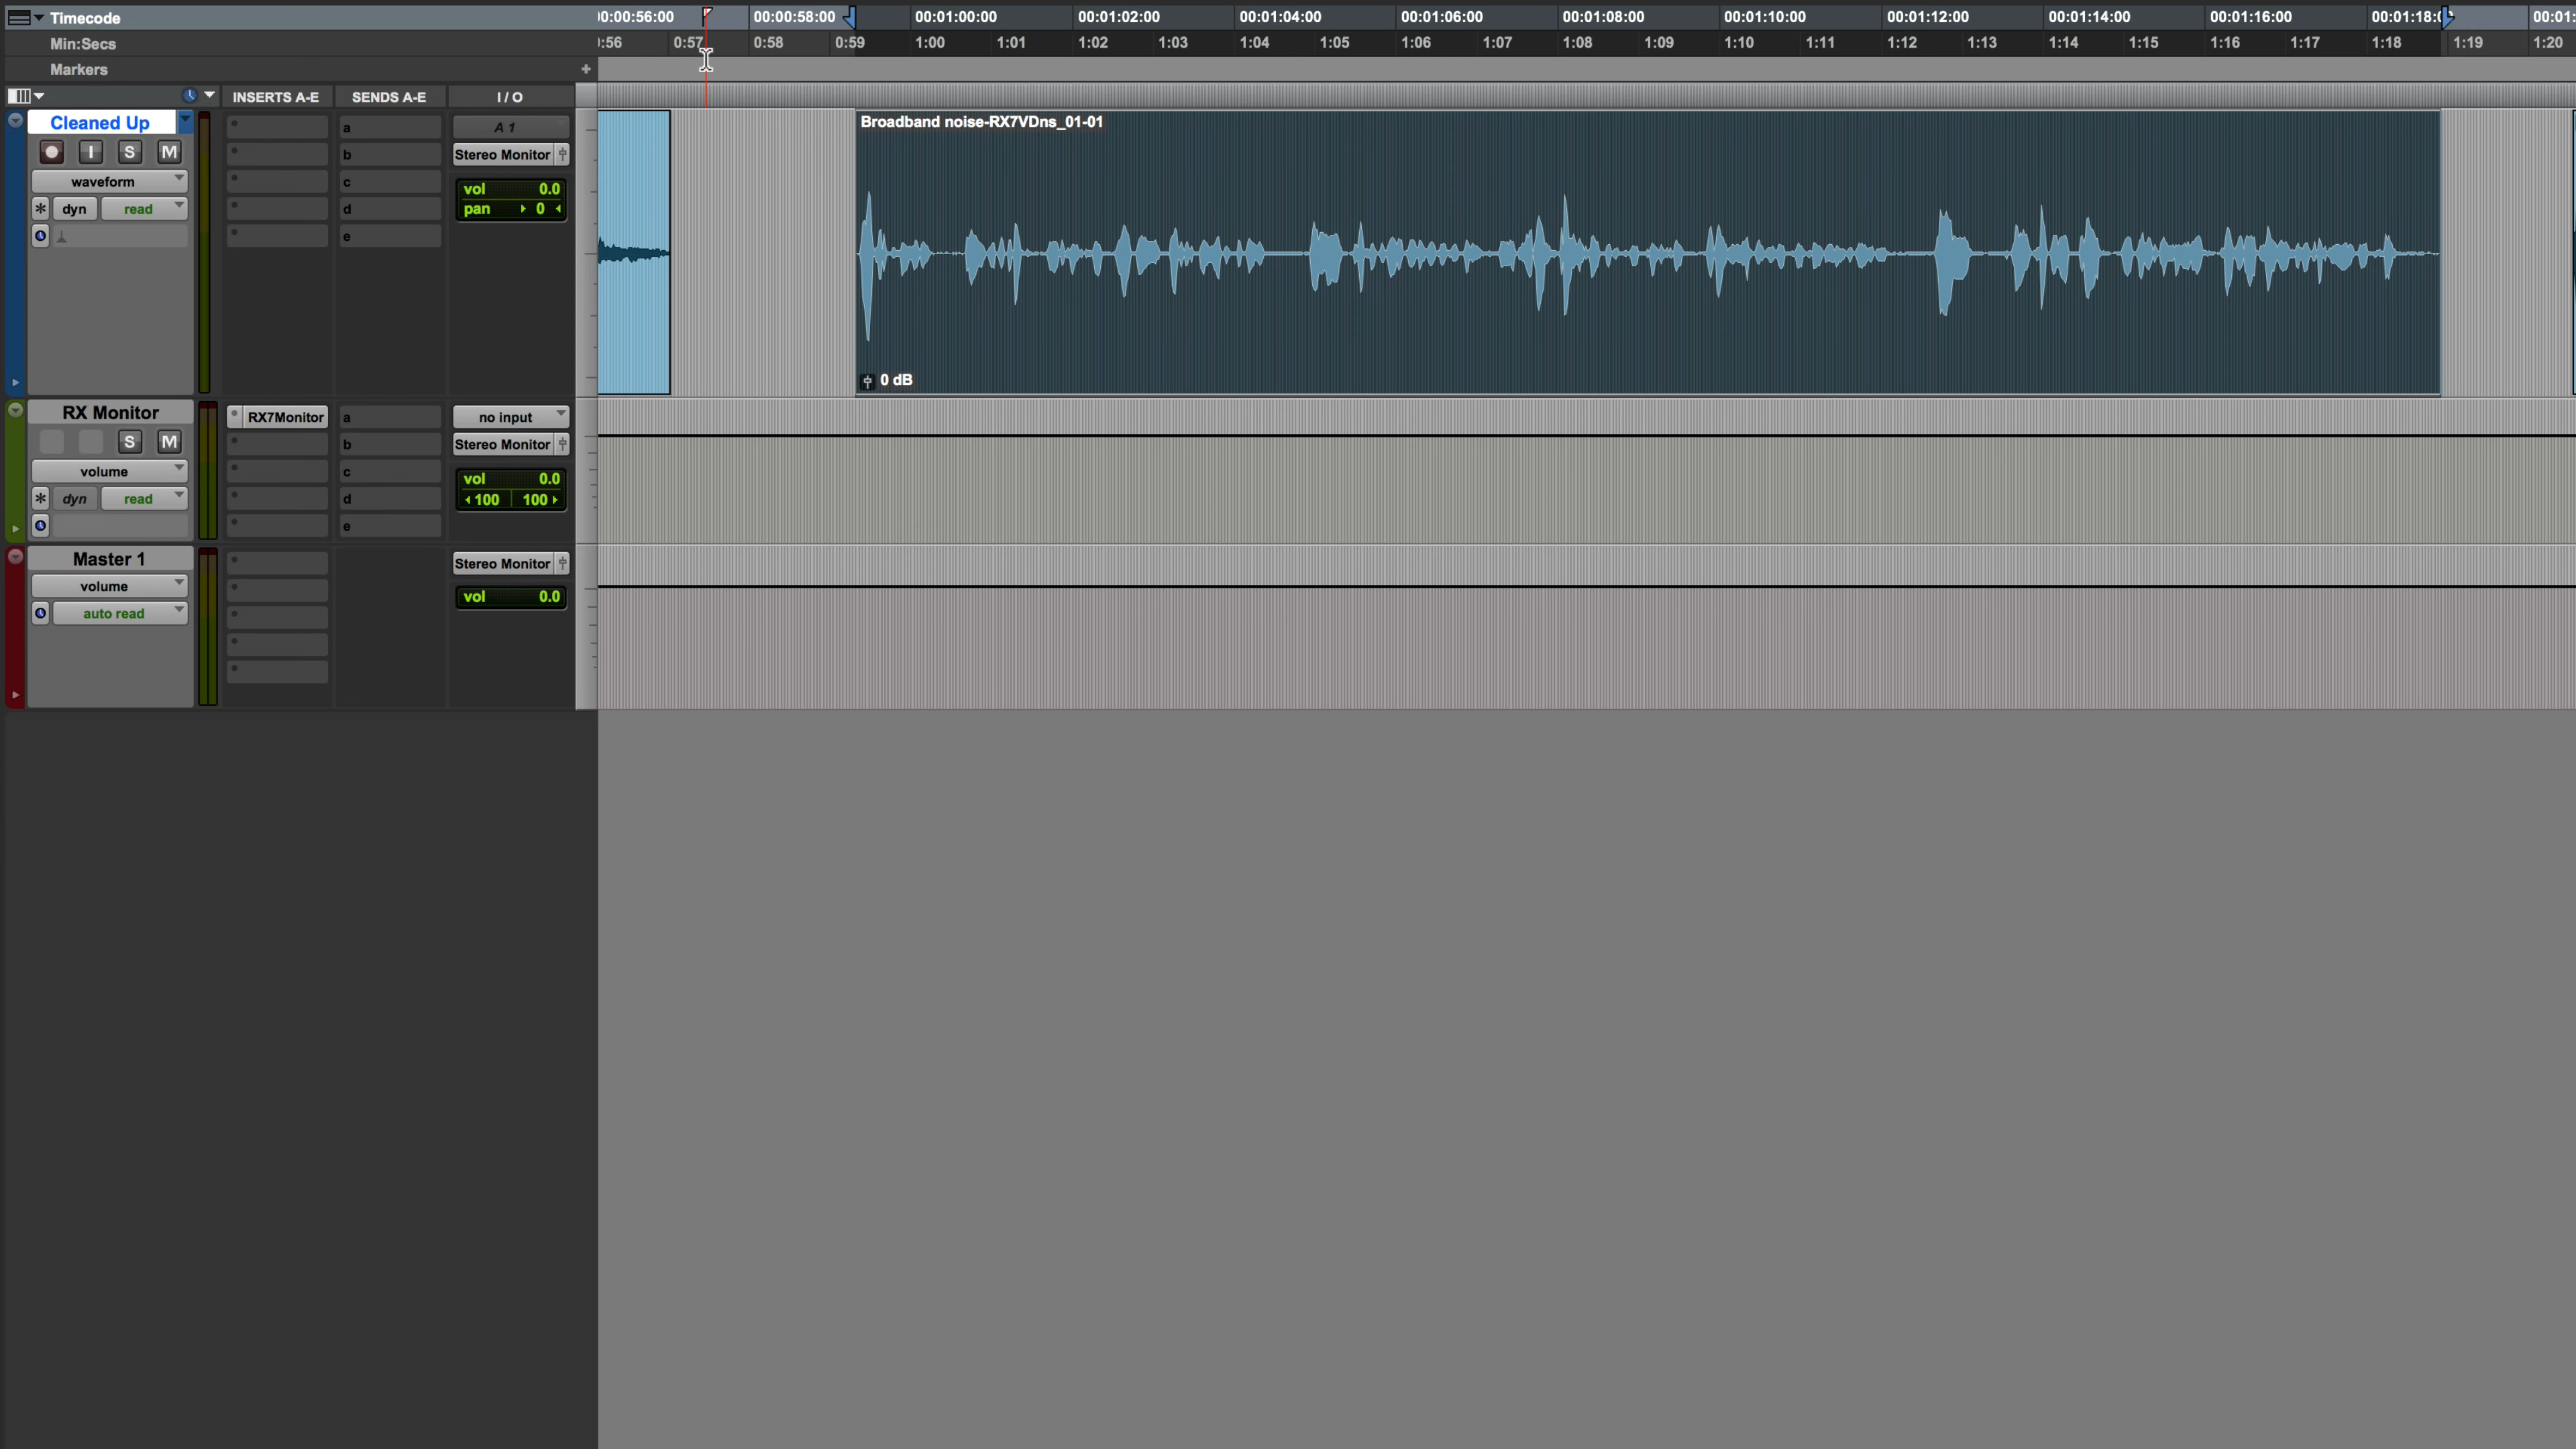 Timecode
):00:56:00 00:00:58:00 00:01:00:00 00:01:02:00 00:01:04:00 00:01:06:00 00:01:08:00 00:01:10:00 00:01:12:00 00:01:14:00 00:01:16:00 00:01:18:0 00:01:
Min:Secs
):56 0:57 0:58 0:59 1:00 1:01 1:02 1:03 1:04 1:05 1:06 1:07 1:08 1:09 1:10 1:11 1:12 1:13 1:14 1:15 1:16 1:17 1:18 1:19 1:20
Markers +
INSERTS A-E SENDS A-E I / O
Cleaned Up
a
A 1
Broadband noise-RX7VDns_01-01
I S M
b
Stereo Monitor
waveform
c
vol 0.0
* dyn read
d
pan 0
e
0 dB
RX Monitor
RX7Monitor
a
no input
S M
b
Stereo Monitor
volume
c
vol 0.0
* dyn read
d
100 100
e
Master 1
Stereo Monitor
volume
vol 0.0
auto read